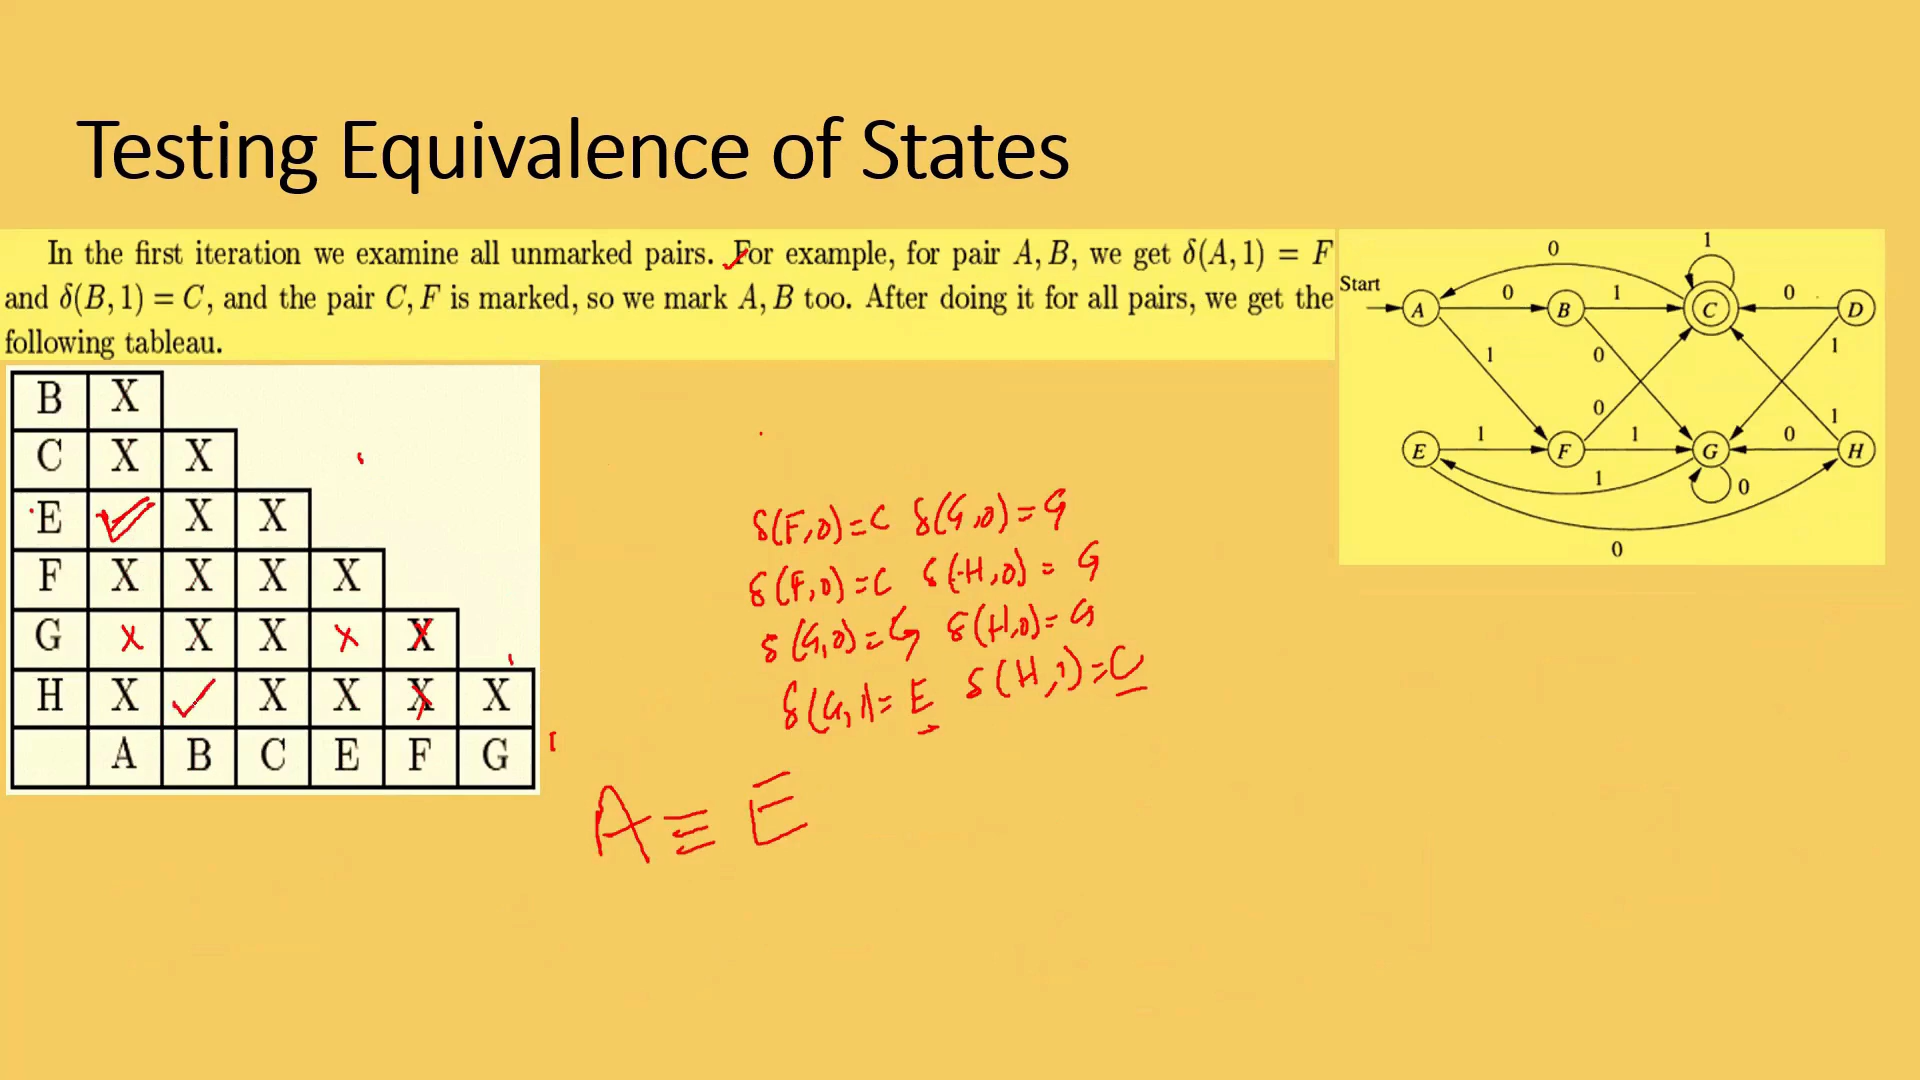 Testing Equivalence of States
In the first iteration we examine all unmarked pairs. For example, for pair A, B, we get δ(A, 1) = F
and δ(B, 1) = C, and the pair C, F is marked, so we mark A, B too. After doing it for all pairs, we get the
following tableau.
B X
C X X
E ✓ X X
F X X X X
G X X X X X
H X ✓ X X X X
A B C E F G
δ(F,0)=C δ(G,0)=G
δ(F,0)=C δ(H,0)=G
δ(G,0)=G δ(H,0)=G
δ(G,1)=E δ(H,1)=C
A≡E
Start
A 0 B 1 C 0 D
0
1
1
0
0
1
1
E 1 F 1 G 0 H
1
0
0